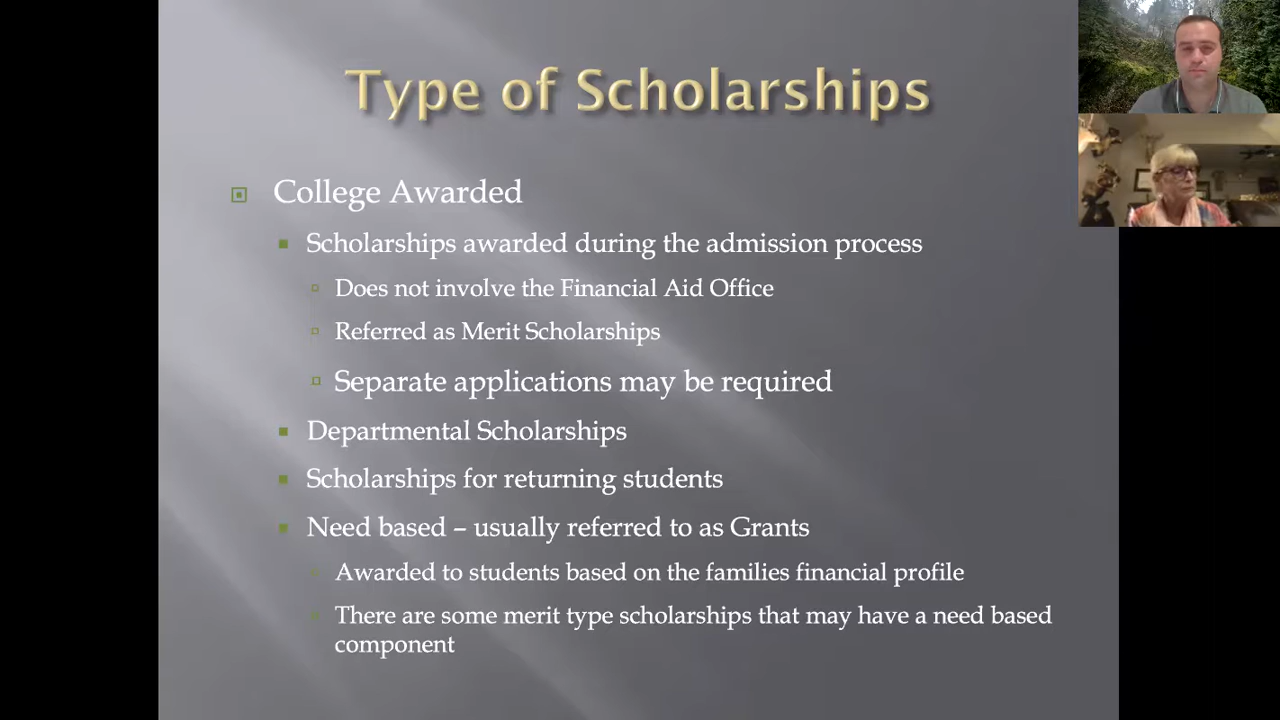 Type of Scholarships
College Awarded
Scholarships awarded during the admission process
Does not involve the Financial Aid Office
Referred as Merit Scholarships
Separate applications may be required
Departmental Scholarships
Scholarships for returning students
Need based – usually referred to as Grants
Awarded to students based on the families financial profile
There are some merit type scholarships that may have a need based
component